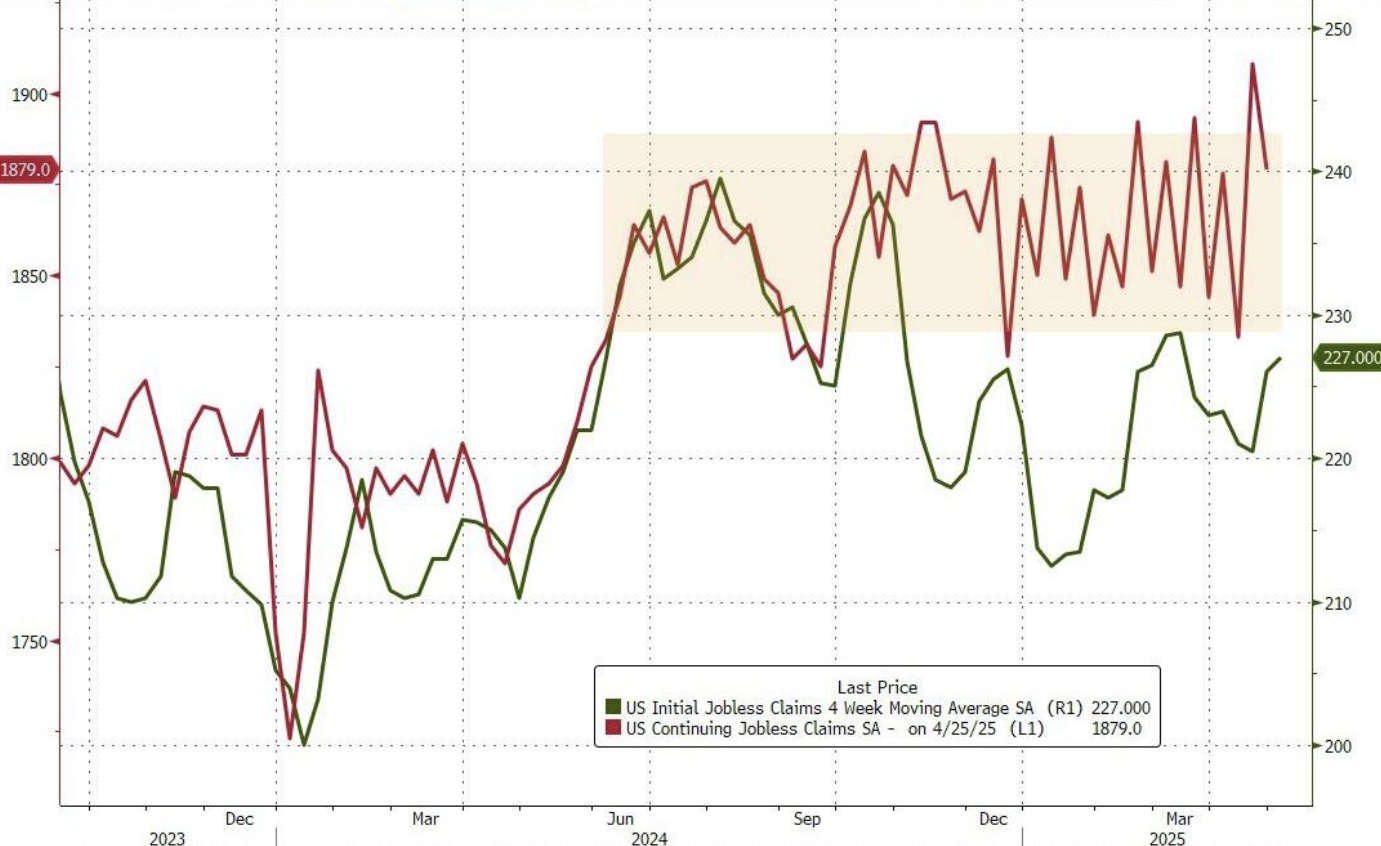 250
1900
1879.0
240
1850
230
227.000
1800
220
210
1750
200
Last Price
US Initial Jobless Claims 4 Week Moving Average SA (R1) 227.000
US Continuing Jobless Claims SA - on 4/25/25 (L1) 1879.0
Dec Mar Jun Sep Dec Mar
2023 2024 2025